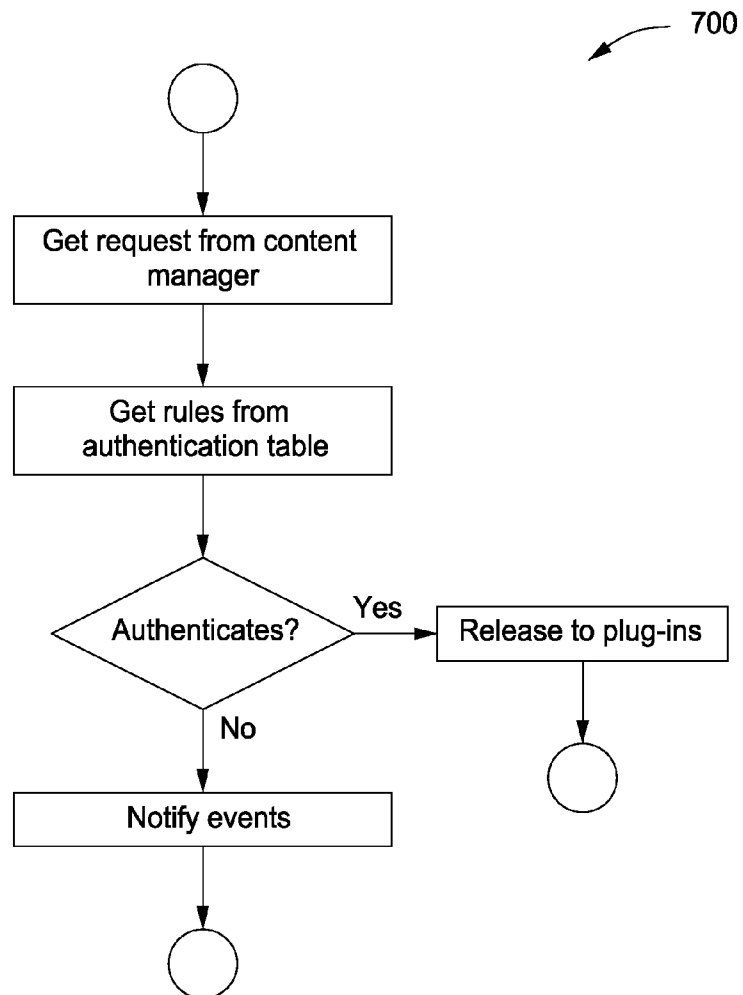 700
Get request from content
manager
Get rules from
authentication table
Authenticates?
Yes
Release to plug-ins
No
Notify events